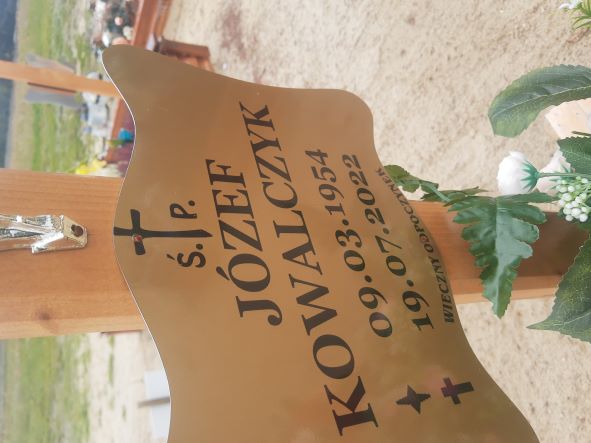 Ś. P.
JÓZEF
KOWALCZYK
09.03.1954
19.07.2022
WIECZNY ODPOCZYNEK